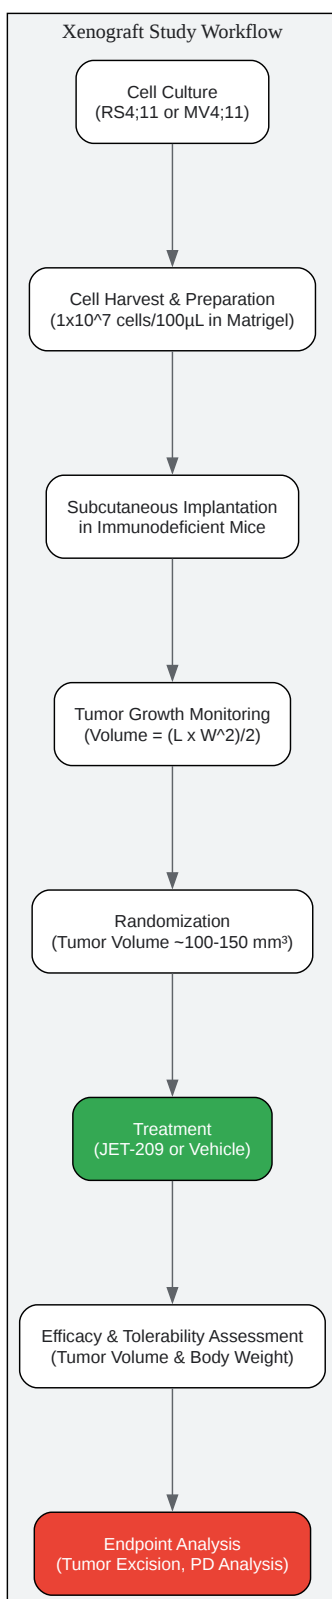 Xenograft Study Workflow
Cell Culture
(RS4;11 or MV4;11)
Cell Harvest & Preparation
(1x10^7 cells/100µL in Matrigel)
Subcutaneous Implantation
in Immunodeficient Mice
Tumor Growth Monitoring
(Volume = (L x W^2)/2)
Randomization
(Tumor Volume ~100-150 mm³)
Treatment
(JET-209 or Vehicle)
Efficacy & Tolerability Assessment
(Tumor Volume & Body Weight)
Endpoint Analysis
(Tumor Excision, PD Analysis)